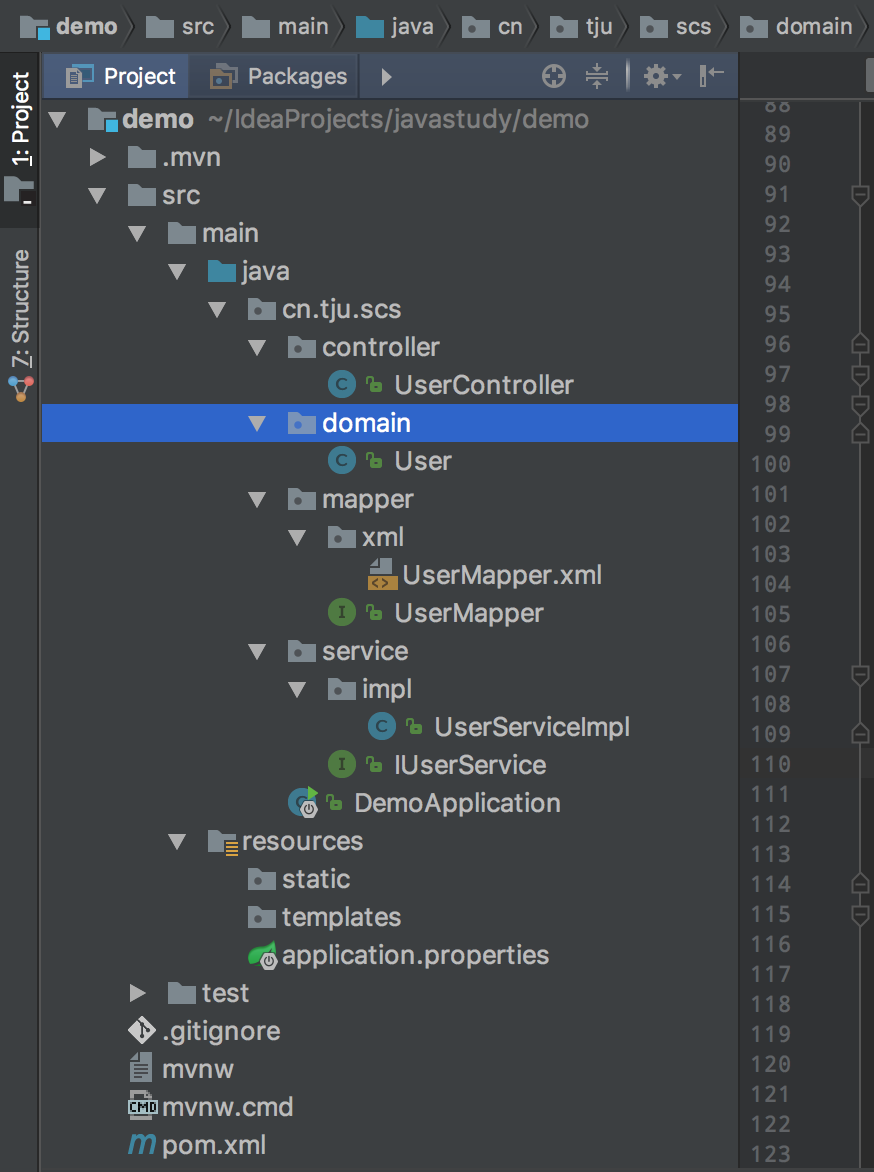 demo src main java cn tju scs domain
1: Project
7: Structure
Project Packages
demo ~/IdeaProjects/javastudy/demo
.mvn
src
main
java
cn.tju.scs
controller
C UserController
domain
C User
mapper
xml
<> UserMapper.xml
I UserMapper
service
impl
C UserServiceImpl
I IUserService
C DemoApplication
resources
static
templates
application.properties
test
.gitignore
mvnw
CMD mvnw.cmd
m pom.xml
88
89
90
91
92
93
94
95
96
97
98
99
100
101
102
103
104
105
106
107
108
109
110
111
112
113
114
115
116
117
118
119
120
121
122
123